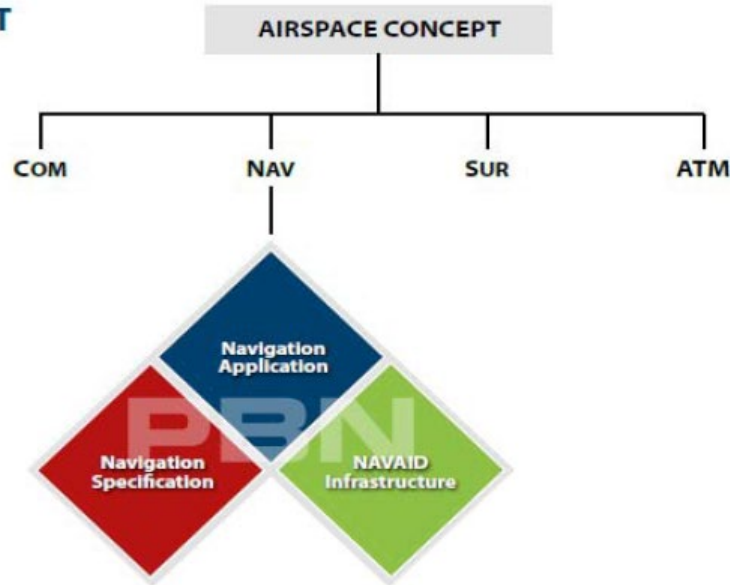 T
AIRSPACE CONCEPT
COM
NAV
SUR
ATM
Navigation
Application
PBN
Navigation
Specification
NAVAID
Infrastructure